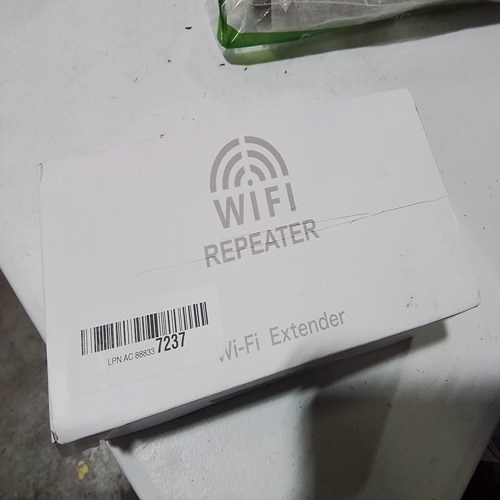 WiFi
REPEATER
Wi-Fi Extender
LPN AC 88833 7237